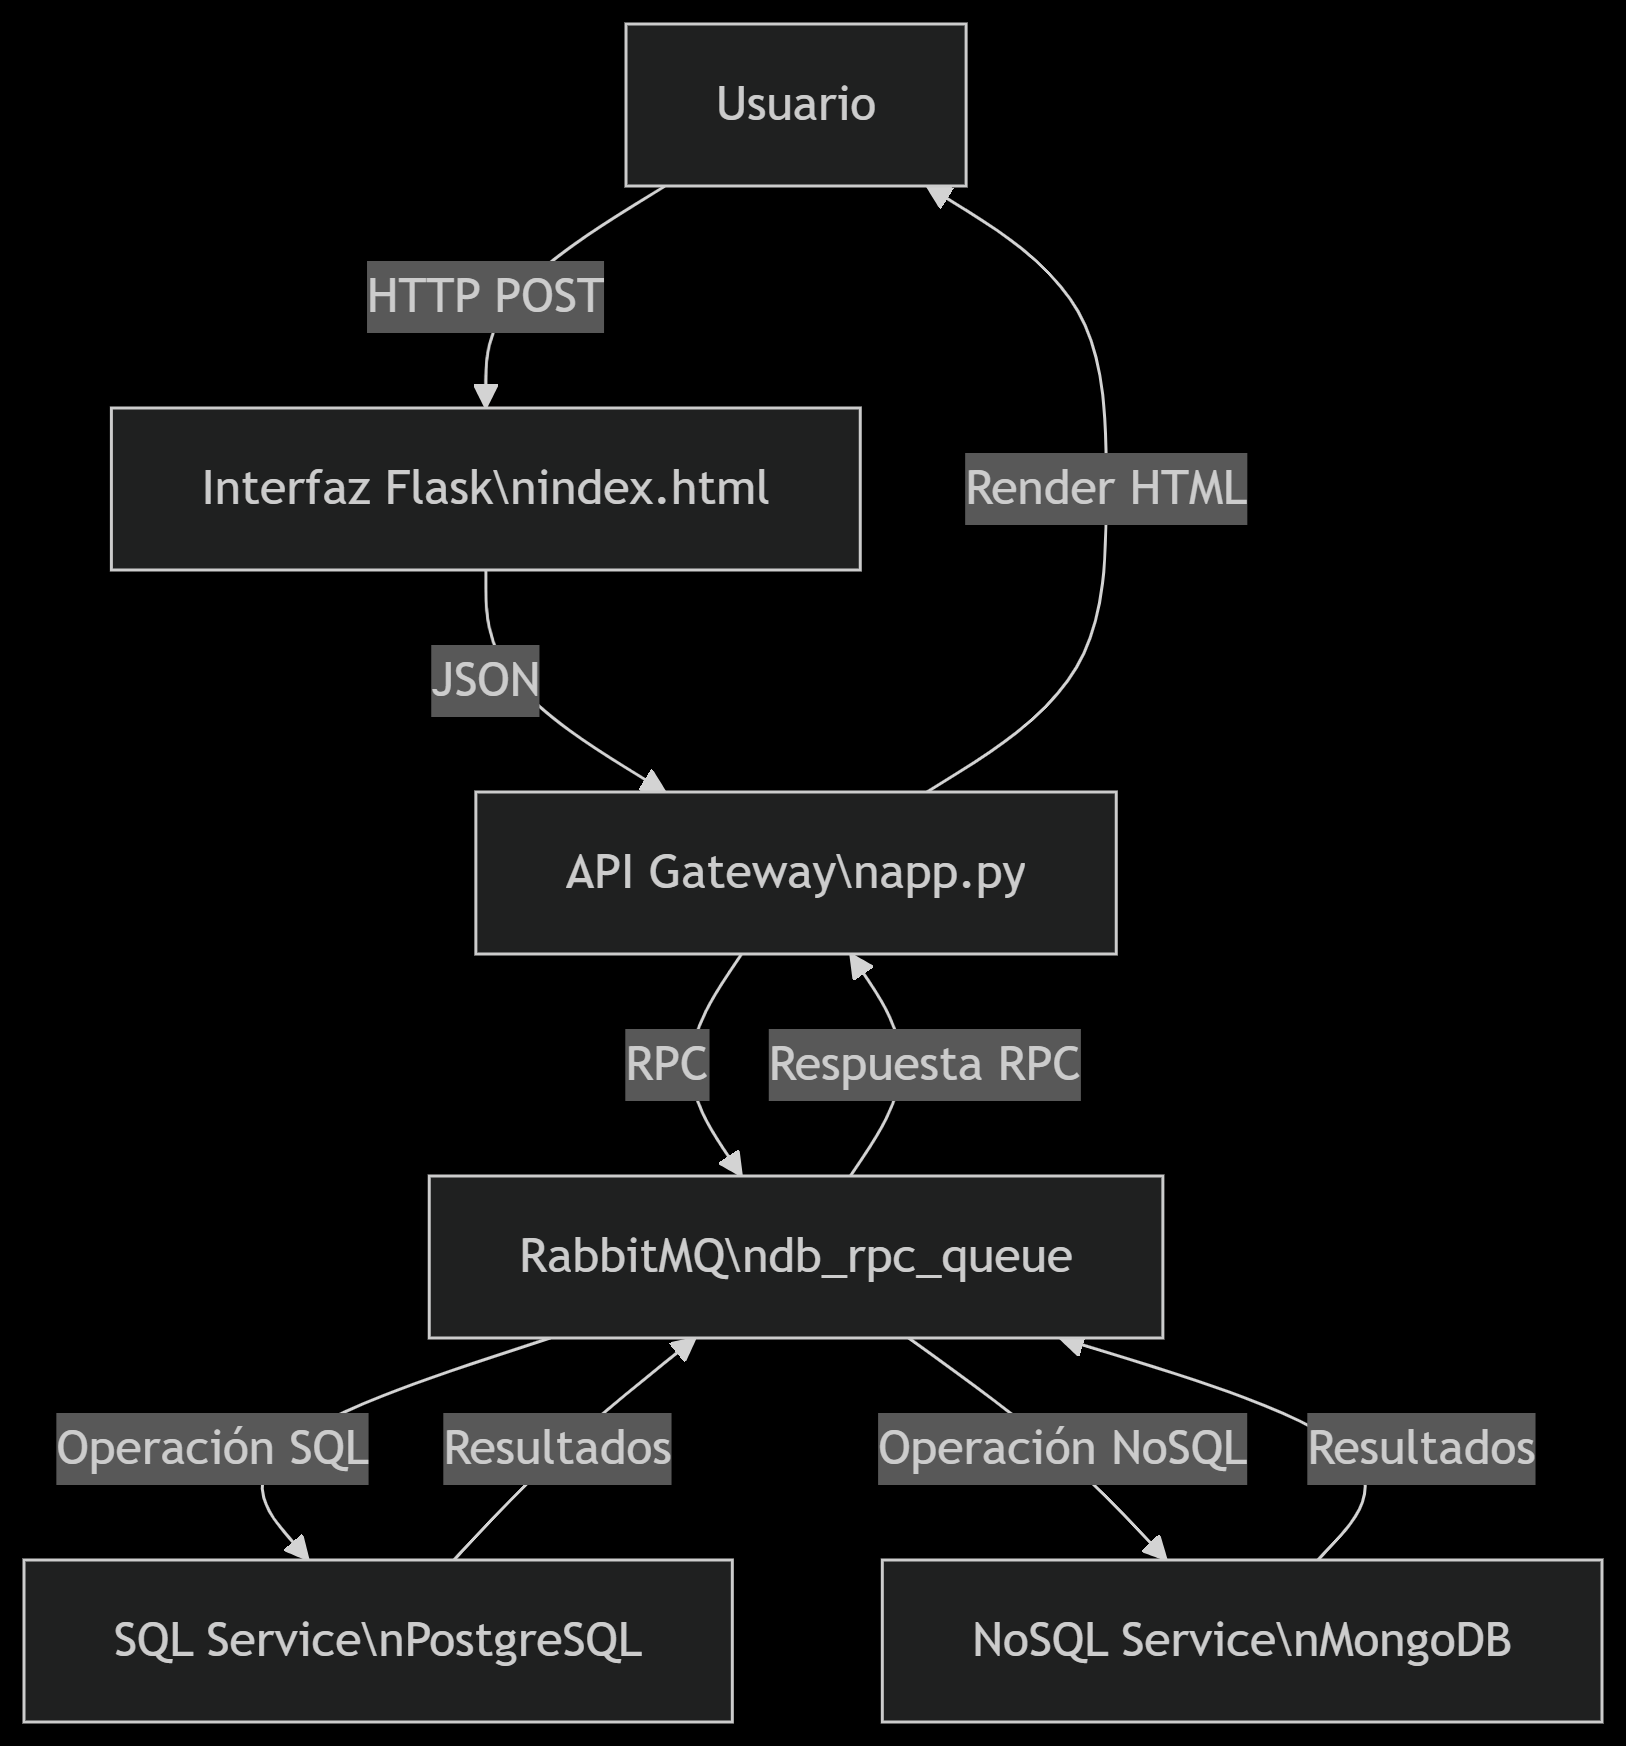 Usuario
HTTP POST
Interfaz Flask\nindex.html
Render HTML
JSON
API Gateway\napp.py
RPC
Respuesta RPC
RabbitMQ\ndb_rpc_queue
Operación SQL
Resultados
Operación NoSQL
Resultados
SQL Service\nPostgreSQL
NoSQL Service\nMongoDB